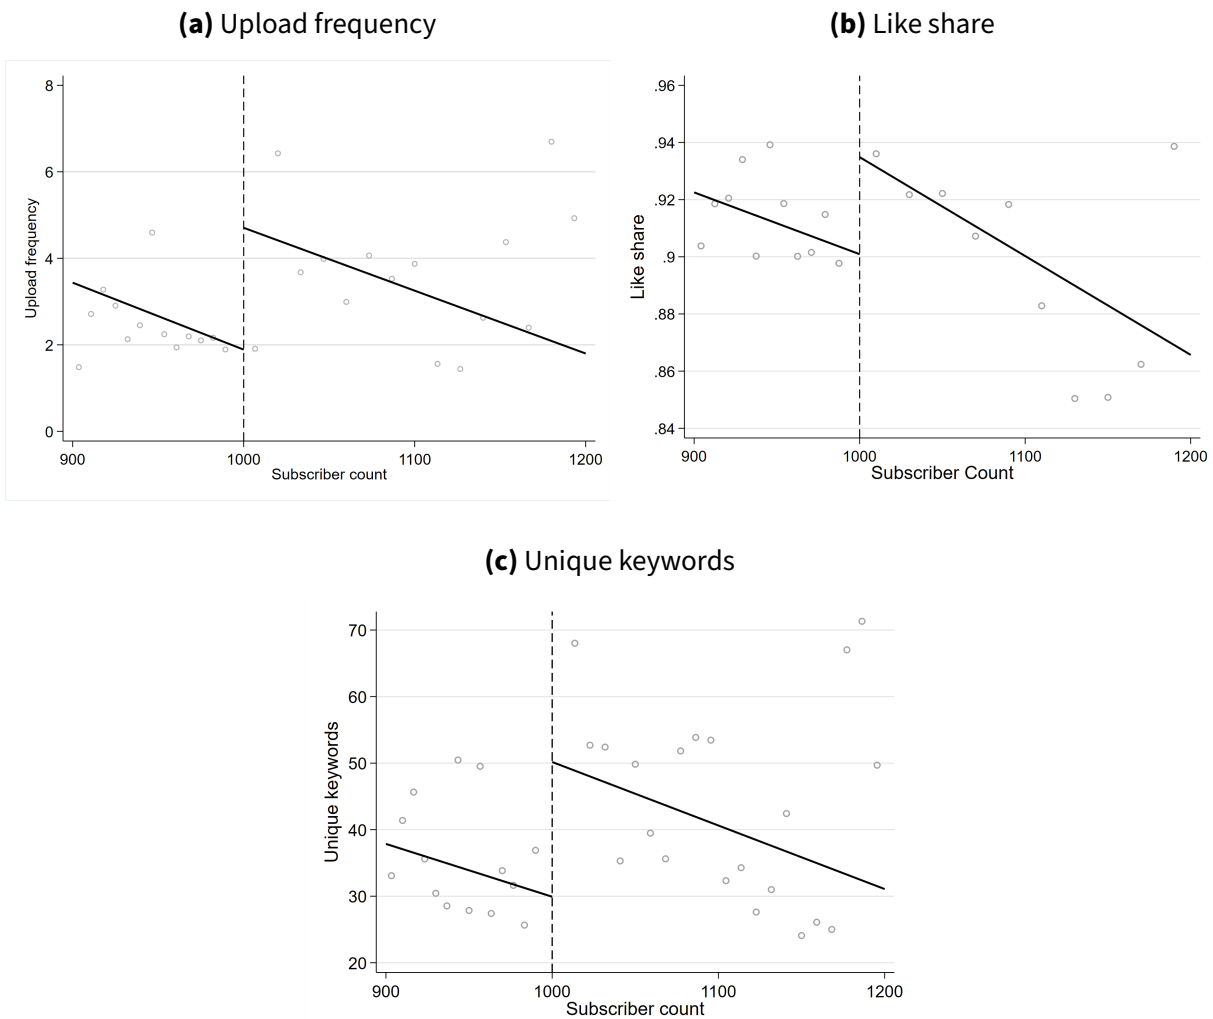 (a) Upload frequency
8
6
4
2
0
Upload frequency
900 1000 1100 1200
Subscriber count
(b) Like share
.96
.94
.92
.9
.88
.86
.84
Like share
900 1000 1100 1200
Subscriber Count
(c) Unique keywords
70
60
50
40
30
20
Unique keywords
900 1000 1100 1200
Subscriber count